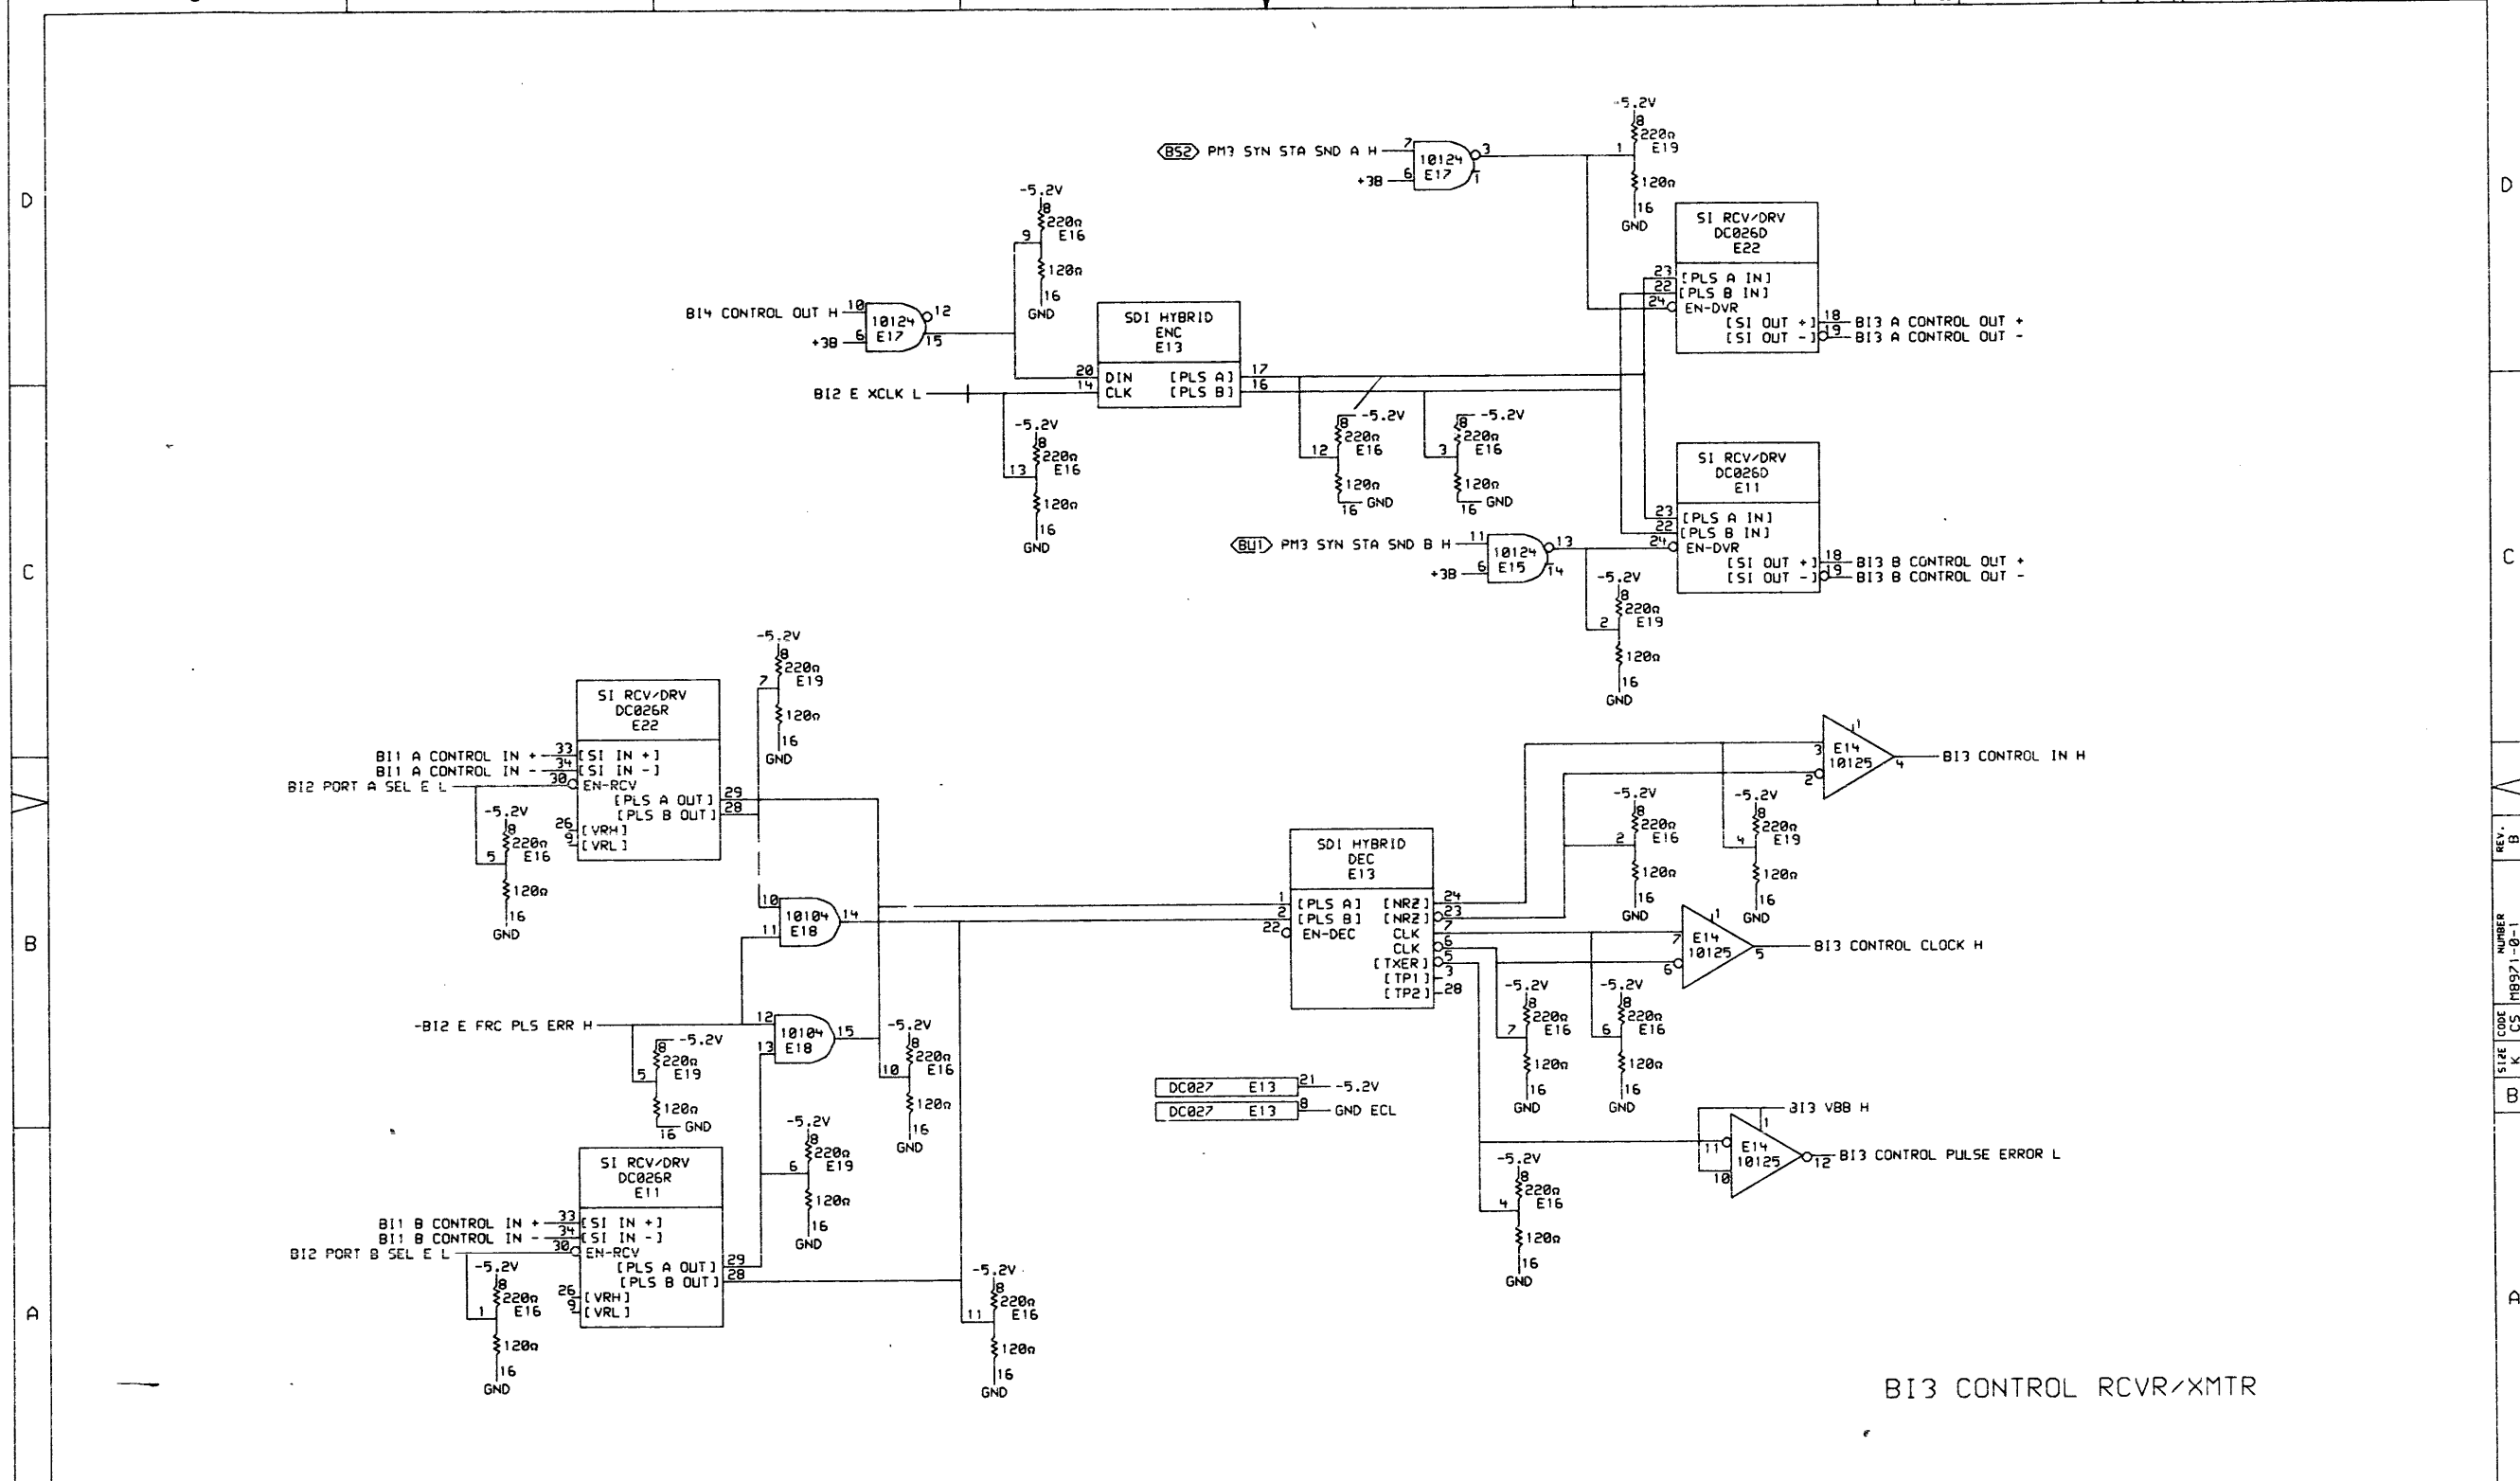 D
D
C
C
B
A
A
-5.2V
8
220Ω
E19
1
120Ω
16
GND
BS2 PM3 SYN STA SND A H
7
+3B
6
10124
E17
3
1
SI RCV/DRV
DC026D
E22
23
[PLS A IN]
22
[PLS B IN]
24
EN-DVR
[SI OUT +]
18
BI3 A CONTROL OUT +
[SI OUT -]
19
BI3 A CONTROL OUT -
-5.2V
8
220Ω
E16
9
120Ω
16
GND
BI4 CONTROL OUT H
10
+3B
6
10124
E17
12
15
SDI HYBRID
ENC
E13
20
DIN
[PLS A]
17
BI2 E XCLK L
14
CLK
[PLS B]
16
-5.2V
8
220Ω
E16
13
120Ω
16
GND
-5.2V
8
220Ω
12
E16
120Ω
16
GND
-5.2V
8
220Ω
3
E16
120Ω
16
GND
SI RCV/DRV
DC026D
E11
23
[PLS A IN]
22
[PLS B IN]
24
EN-DVR
[SI OUT +]
18
BI3 B CONTROL OUT +
[SI OUT -]
19
BI3 B CONTROL OUT -
BU1 PM3 SYN STA SND B H
11
+3B
6
10124
E15
13
14
-5.2V
8
220Ω
2
E19
120Ω
16
GND
-5.2V
8
220Ω
7
E19
120Ω
16
GND
SI RCV/DRV
DC026R
E22
BI1 A CONTROL IN +
33
[SI IN +]
BI1 A CONTROL IN -
34
[SI IN -]
BI2 PORT A SEL E L
30
EN-RCV
[PLS A OUT]
29
[PLS B OUT]
28
26
[VRH]
9
[VRL]
-5.2V
8
220Ω
5
E16
120Ω
16
GND
10
11
10104
E18
14
-BI2 E FRC PLS ERR H
12
13
10104
E18
15
-5.2V
8
220Ω
5
E19
120Ω
16
GND
-5.2V
8
220Ω
10
E16
120Ω
16
GND
-5.2V
8
220Ω
6
E19
120Ω
16
GND
SI RCV/DRV
DC026R
E11
BI1 B CONTROL IN +
33
[SI IN +]
BI1 B CONTROL IN -
34
[SI IN -]
BI2 PORT B SEL E L
30
EN-RCV
[PLS A OUT]
29
[PLS B OUT]
28
26
[VRH]
9
[VRL]
-5.2V
8
220Ω
1
E16
120Ω
16
GND
-5.2V
8
220Ω
11
E16
120Ω
16
GND
SDI HYBRID
DEC
E13
1
[PLS A]
[NRZ]
24
2
[PLS B]
[NRZ]
23
22
EN-DEC
CLK
7
CLK
6
[TXER]
5
[TP1]
3
[TP2]
28
3
2
1
E14
10125
4
BI3 CONTROL IN H
-5.2V
8
220Ω
2
E16
120Ω
16
GND
-5.2V
8
220Ω
4
E19
120Ω
16
GND
7
6
1
E14
10125
5
BI3 CONTROL CLOCK H
-5.2V
8
220Ω
7
E16
120Ω
16
GND
-5.2V
8
220Ω
6
E16
120Ω
16
GND
DC027 E13
21
-5.2V
DC027 E13
8
GND ECL
BI3 VBB H
1
11
10
E14
10125
12
BI3 CONTROL PULSE ERROR L
-5.2V
8
220Ω
4
E16
120Ω
16
GND
REV.
B
NUMBER
M8971-0-1
CODE
CS
SIZE
K
B
BI3 CONTROL RCVR/XMTR